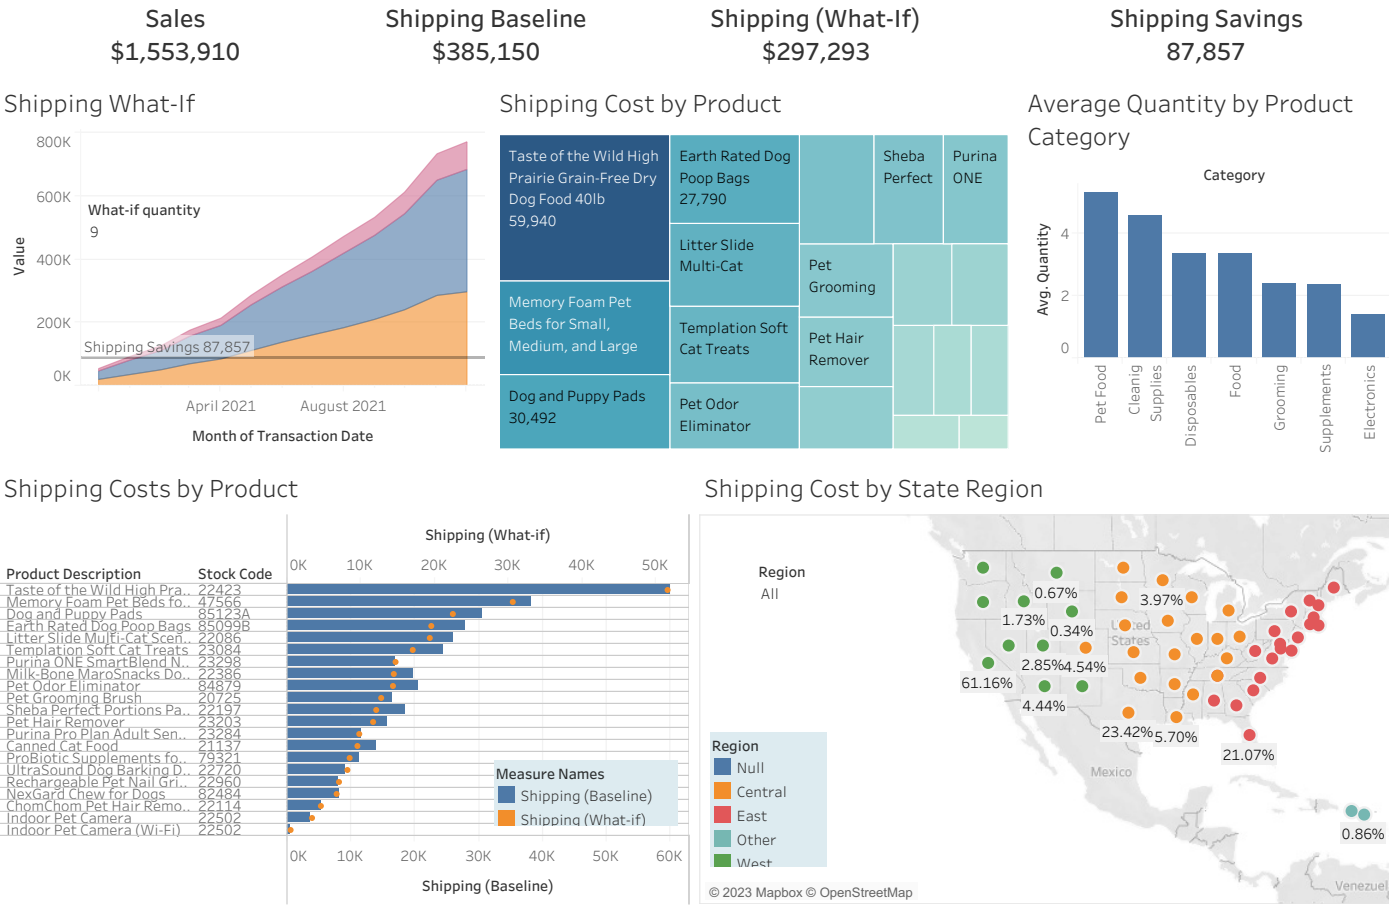 Sales
$1,553,910
Shipping Baseline
$385,150
Shipping (What-If)
$297,293
Shipping Savings
87,857
Shipping What-If
800K
600K
400K
200K
0K
Value
What-if quantity
9
Shipping Savings 87,857
April 2021
August 2021
Month of Transaction Date
Shipping Cost by Product
Taste of the Wild High
Prairie Grain-Free Dry
Dog Food 40lb
59,940
Memory Foam Pet
Beds for Small,
Medium, and Large
Dog and Puppy Pads
30,492
Earth Rated Dog
Poop Bags
27,790
Litter Slide
Multi-Cat
Templation Soft
Cat Treats
Pet Odor
Eliminator
Sheba
Perfect
Purina
ONE
Pet
Grooming
Pet Hair
Remover
Average Quantity by Product
Category
Category
Avg. Quantity
4
2
0
Pet Food
Cleanig
Supplies
Disposables
Food
Grooming
Supplements
Electronics
Shipping Costs by Product
Shipping (What-if)
0K 10K 20K 30K 40K 50K
Product Description Stock Code
Taste of the Wild High Pra.. 22423
Memory Foam Pet Beds fo.. 47566
Dog and Puppy Pads 85123A
Earth Rated Dog Poop Bags 85099B
Litter Slide Multi-Cat Scen.. 22086
Templation Soft Cat Treats 23084
Purina ONE SmartBlend N.. 23298
Milk-Bone MaroSnacks Do.. 22386
Pet Odor Eliminator 84879
Pet Grooming Brush 20725
Sheba Perfect Portions Pa.. 22197
Pet Hair Remover 23203
Purina Pro Plan Adult Sen.. 23284
Canned Cat Food 21137
ProBiotic Supplements fo.. 79321
UltraSound Dog Barking D.. 22720
Rechargeable Pet Nail Gri.. 22960
NexGard Chew for Dogs 82484
ChomChom Pet Hair Remo.. 22114
Indoor Pet Camera 22502
Indoor Pet Camera (Wi-Fi) 22502
Measure Names
Shipping (Baseline)
Shipping (What-if)
0K 10K 20K 30K 40K 50K 60K
Shipping (Baseline)
Shipping Cost by State Region
Region
All
United
States
0.67%
3.97%
1.73%
0.34%
2.85%
4.54%
61.16%
4.44%
23.42%
5.70%
21.07%
Mexico
0.86%
Venezuel
Region
Null
Central
East
Other
West
© 2023 Mapbox © OpenStreetMap